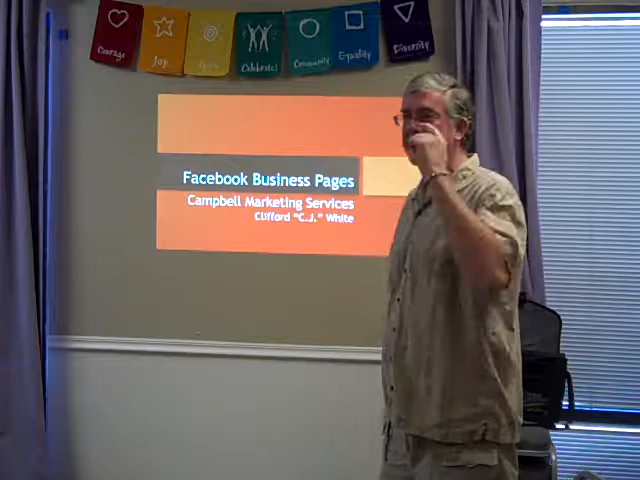 Courage
Joy
Celebrate!
Community
Equality
Diversity
Facebook Business Pages
Campbell Marketing Services
Clifford "C.J." White